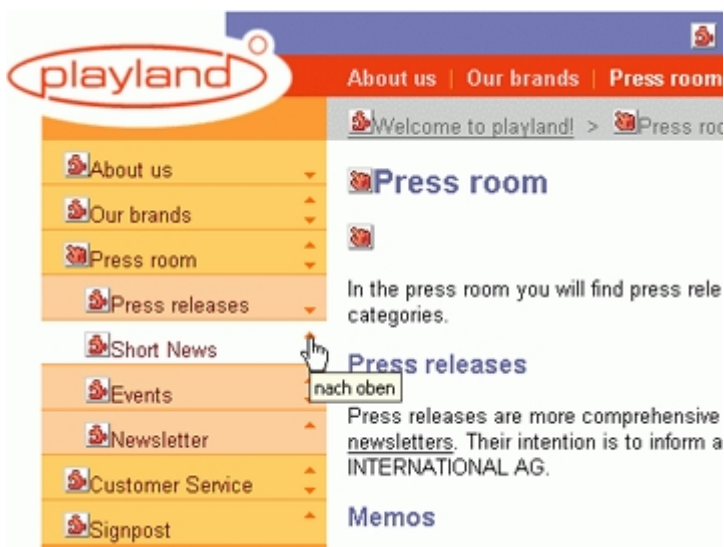 playland
About us | Our brands | Press room
Welcome to playland! > Press roo
About us
Our brands
Press room
Press releases
Short News
Events
Newsletter
Customer Service
Signpost
Press room
In the press room you will find press rele
categories.
Press releases
nach oben
Press releases are more comprehensive
newsletters. Their intention is to inform a
INTERNATIONAL AG.
Memos